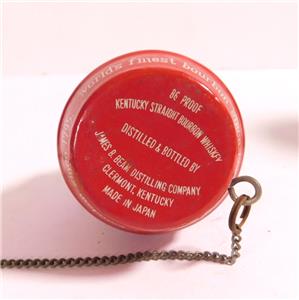 world's finest bourbon
86 PROOF
KENTUCKY STRAIGHT BOURBON WHISKEY
DISTILLED & BOTTLED BY
JAMES B. BEAM DISTILLING COMPANY
CLERMONT, KENTUCKY
MADE IN JAPAN